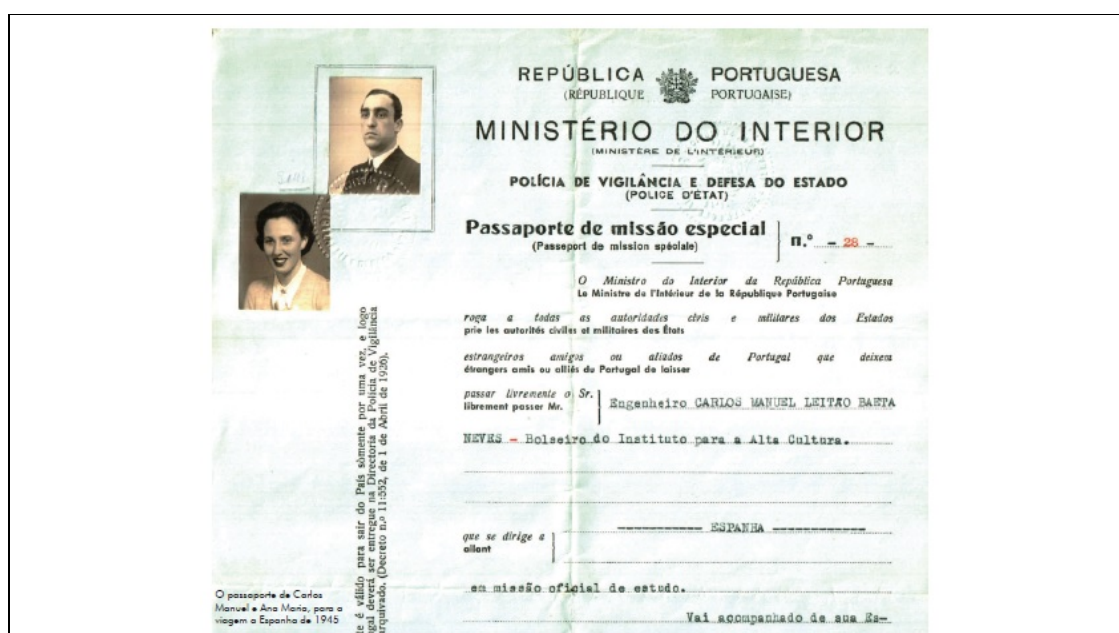 REPÚBLICA PORTUGUESA
(RÉPUBLIQUE PORTUGAISE)
MINISTÉRIO DO INTERIOR
(MINISTÈRE DE L'INTÉRIEUR)
POLÍCIA DE VIGILÂNCIA E DEFESA DO ESTADO
(POLICE D'ÉTAT)
Passaporte de missão especial
(Passeport de mission spéciale)
n.º - 28 -
O Ministro do Interior da República Portuguesa
Le Ministre de l'Intérieur de la République Portugaise
roga a todas as autoridades civis e militares dos Estados
prie les autorités civiles et militaires des États
estrangeiros amigos ou aliados de Portugal que deixem
étrangers amis ou alliés du Portugal de laisser
passar livremente o Sr.
librement passer Mr.
Engenheiro CARLOS MANUEL LEITÃO BAETA
NEVES - Bolseiro do Instituto para a Alta Cultura.
ESPANHA
que se dirige a
allant
em missão oficial de estudo.
Vai acompanhado de sua Es-
te é válido para sair do País sòmente por uma vez, e logo
gal deverá ser entregue na Directoria da Polícia de Vigilância
arquivado. (Decreto n.º 11:552, de 1 de Abril de 1926).
O passaporte de Carlos
Manuel e Ana Maria, para a
viagem a Espanha de 1945